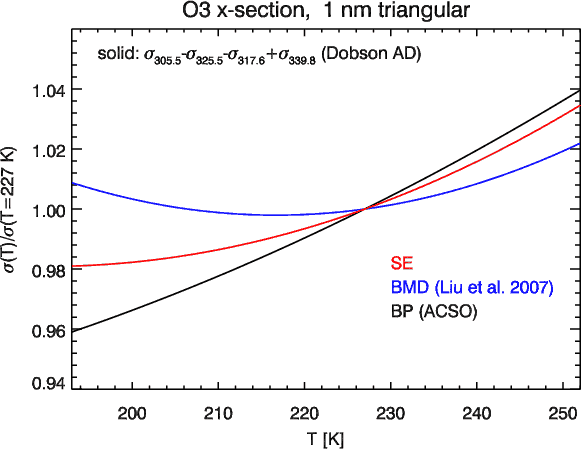 O3 x-section,  1 nm triangular
solid: σ305.5-σ325.5-σ317.6+σ339.8 (Dobson AD)
1.04
1.02
1.00
0.98
0.96
0.94
σ(T)/σ(T=227 K)
SE
BMD (Liu et al. 2007)
BP (ACSO)
200 210 220 230 240 250
T [K]